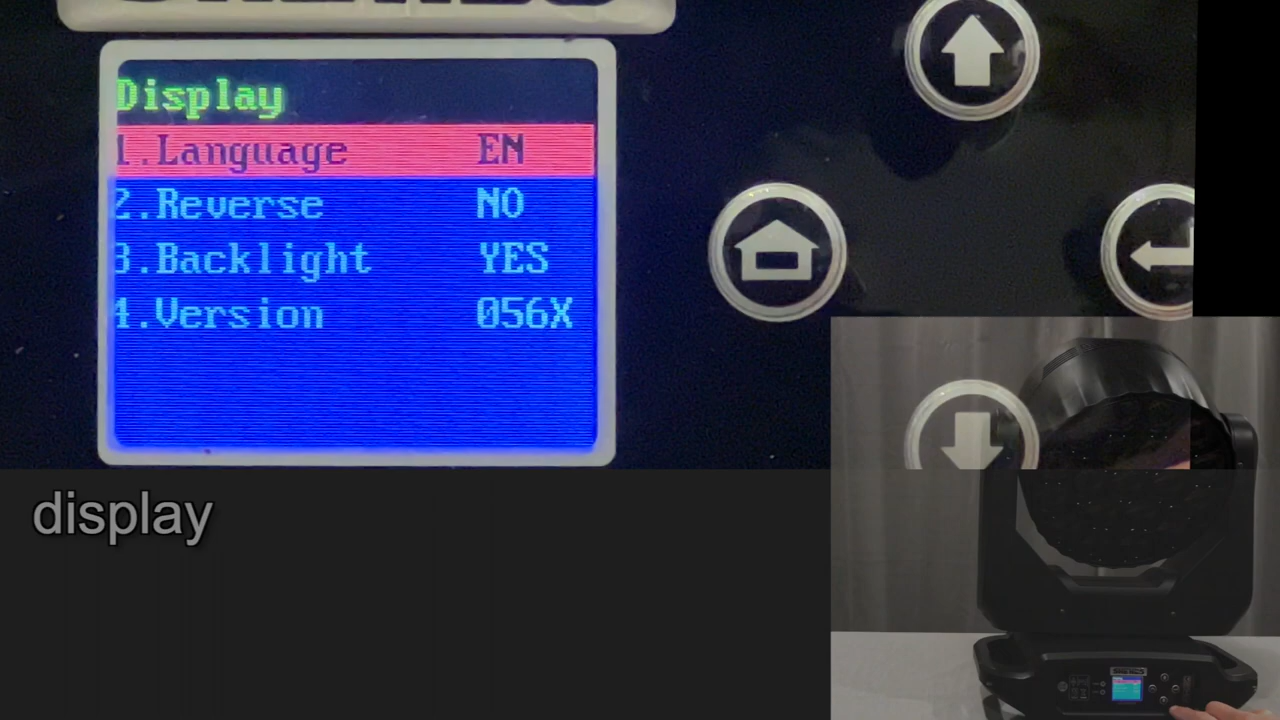 Display
1.Language EN
2.Reverse NO
3.Backlight YES
4.Version 056X
display